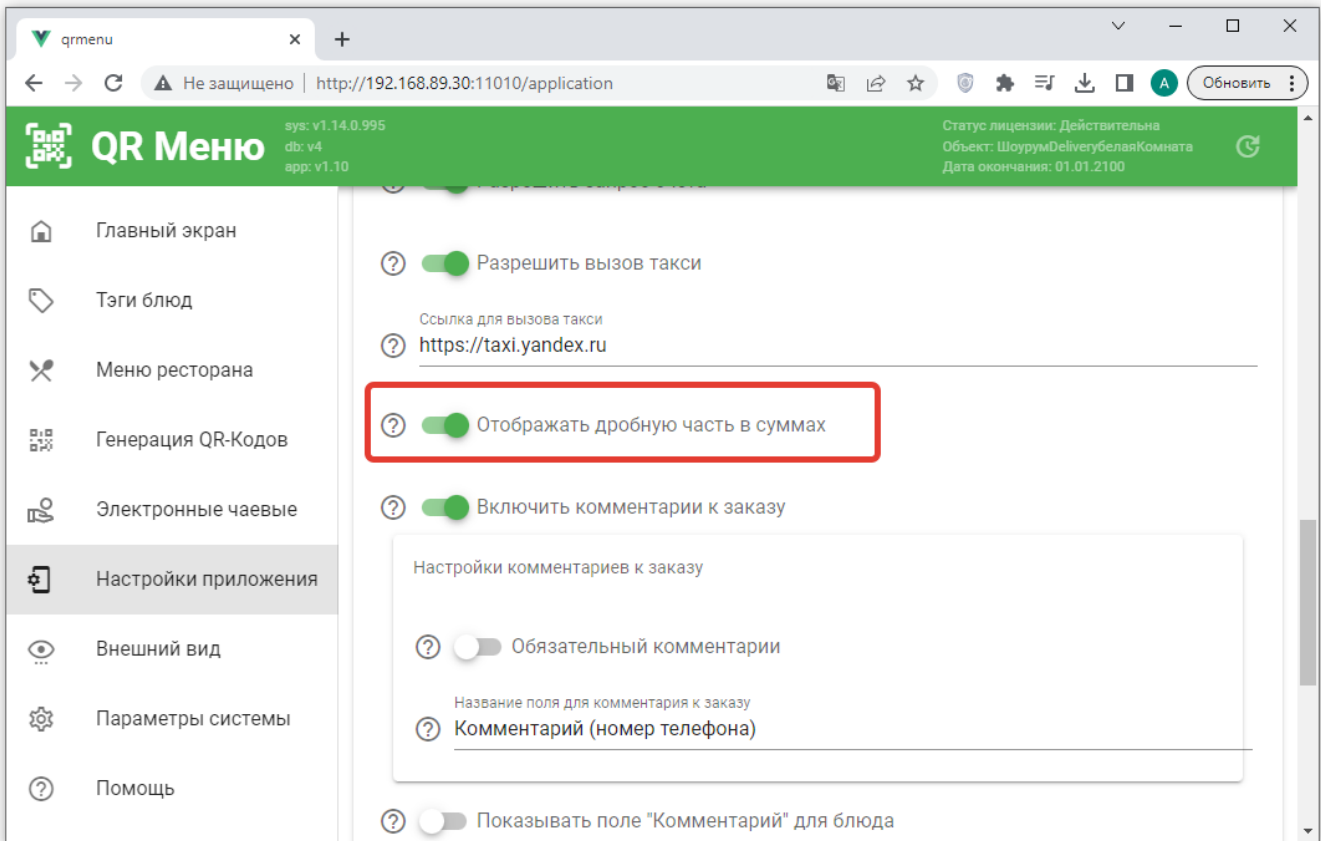 qrmenu
Не защищено
http://192.168.89.30:11010/application
A
Обновить
QR Меню
sys: v1.14.0.995
db: v4
app: v1.10
Статус лицензии: Действительна
Объект: ШоурумDeliveryбелаяКомната
Дата окончания: 01.01.2100
Главный экран
Тэги блюд
Меню ресторана
Генерация QR-Кодов
Электронные чаевые
Настройки приложения
Внешний вид
Параметры системы
Помощь
Разрешить вызов такси
Ссылка для вызова такси
https://taxi.yandex.ru
Отображать дробную часть в суммах
Включить комментарии к заказу
Настройки комментариев к заказу
Обязательный комментарии
Название поля для комментария к заказу
Комментарий (номер телефона)
Показывать поле "Комментарий" для блюда